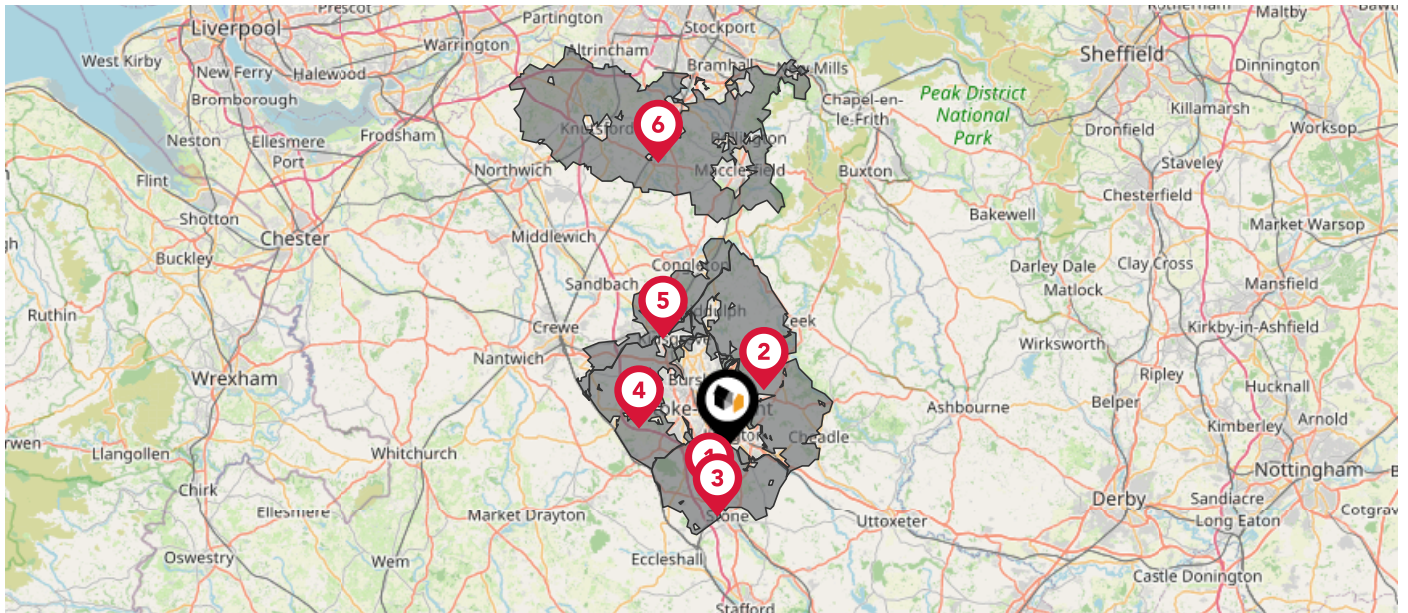 Prescot
Partington
Stockport
Rotherham
Maltby
Liverpool
Warrington
Altrincham
Sheffield
West Kirby
New Ferry
Halewood
Bramhall
New Mills
Dinnington
Bromborough
Chapel-en-
le-Frith
Peak District
National
Park
Killamarsh
Neston
Ellesmere
Port
Frodsham
Knutsford
6
Bollington
Dronfield
Worksop
Northwich
Macclesfield
Buxton
Staveley
Flint
Chesterfield
Shotton
Bakewell
Chester
Middlewich
Market Warsop
Buckley
Congleton
Darley Dale
Clay Cross
Sandbach
Matlock
Mansfield
5
Ruthin
Crewe
Leek
Kirkby-in-Ashfield
Nantwich
2
Wirksworth
Wrexham
4
Ripley
Hucknall
Ashbourne
Belper
Arnold
Kimberley
Cheadle
Llangollen
Whitchurch
1
3
Nottingham
Chirk
Derby
Sandiacre
Ellesmere
Market Drayton
Stone
Uttoxeter
Long Eaton
Cotgrav
Oswestry
Wem
Eccleshall
Castle Donington
Stafford